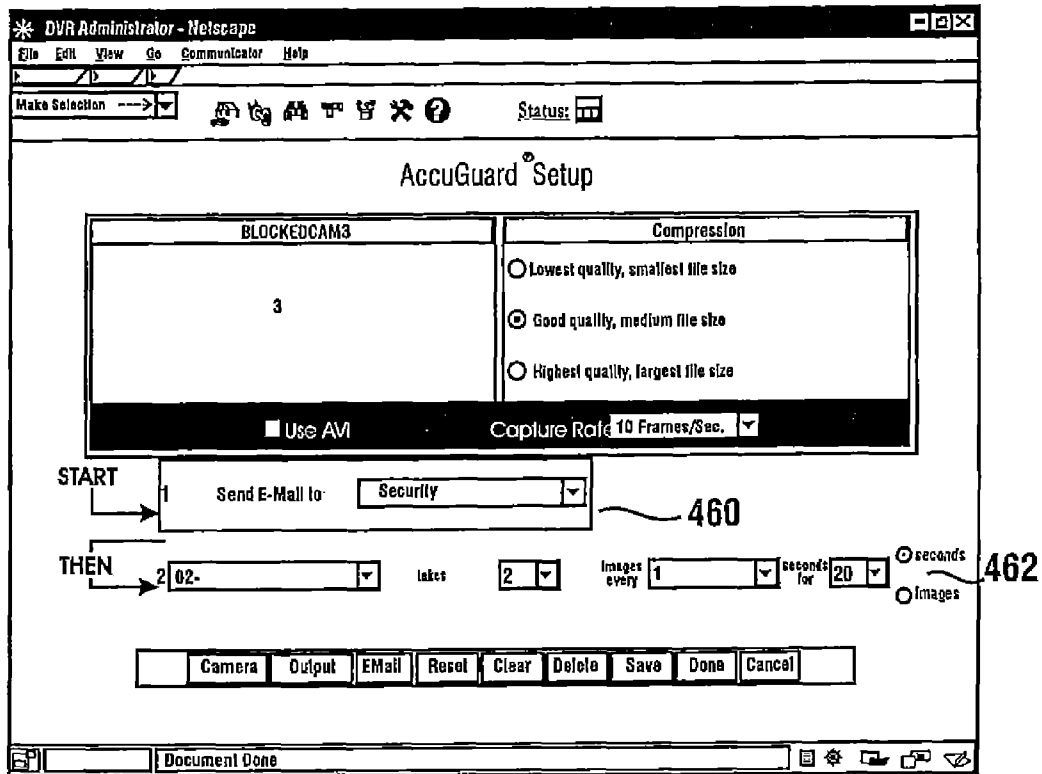 DVR Administrator - Netscape
File Edit View Go Communicator Help
Make Selection ---->
Status:
AccuGuard® Setup
BLOCKEDCAM3
Compression
3
Lowest quality, smallest file size
Good quality, medium file size
Highest quality, largest file size
Use AVI
Capture Rate 10 Frames/Sec.
START
1 Send E-Mail to Security
460
THEN
2 02- takes 2 Images every 1 seconds for 20 seconds
Images
462
Camera Output EMail Reset Clear Delete Save Done Cancel
Document Done